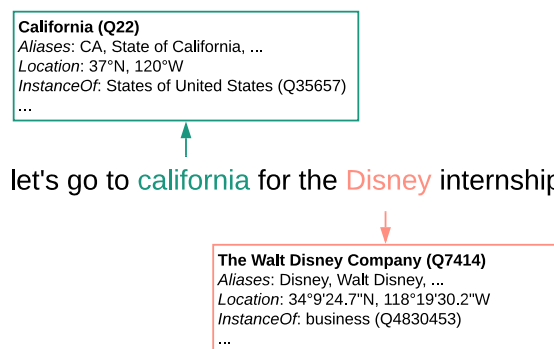 California (Q22)
Aliases: CA, State of California, ...
Location: 37°N, 120°W
InstanceOf: States of United States (Q35657)
...
let's go to california for the Disney internship
The Walt Disney Company (Q7414)
Aliases: Disney, Walt Disney, ...
Location: 34°9'24.7"N, 118°19'30.2"W
InstanceOf: business (Q4830453)
...